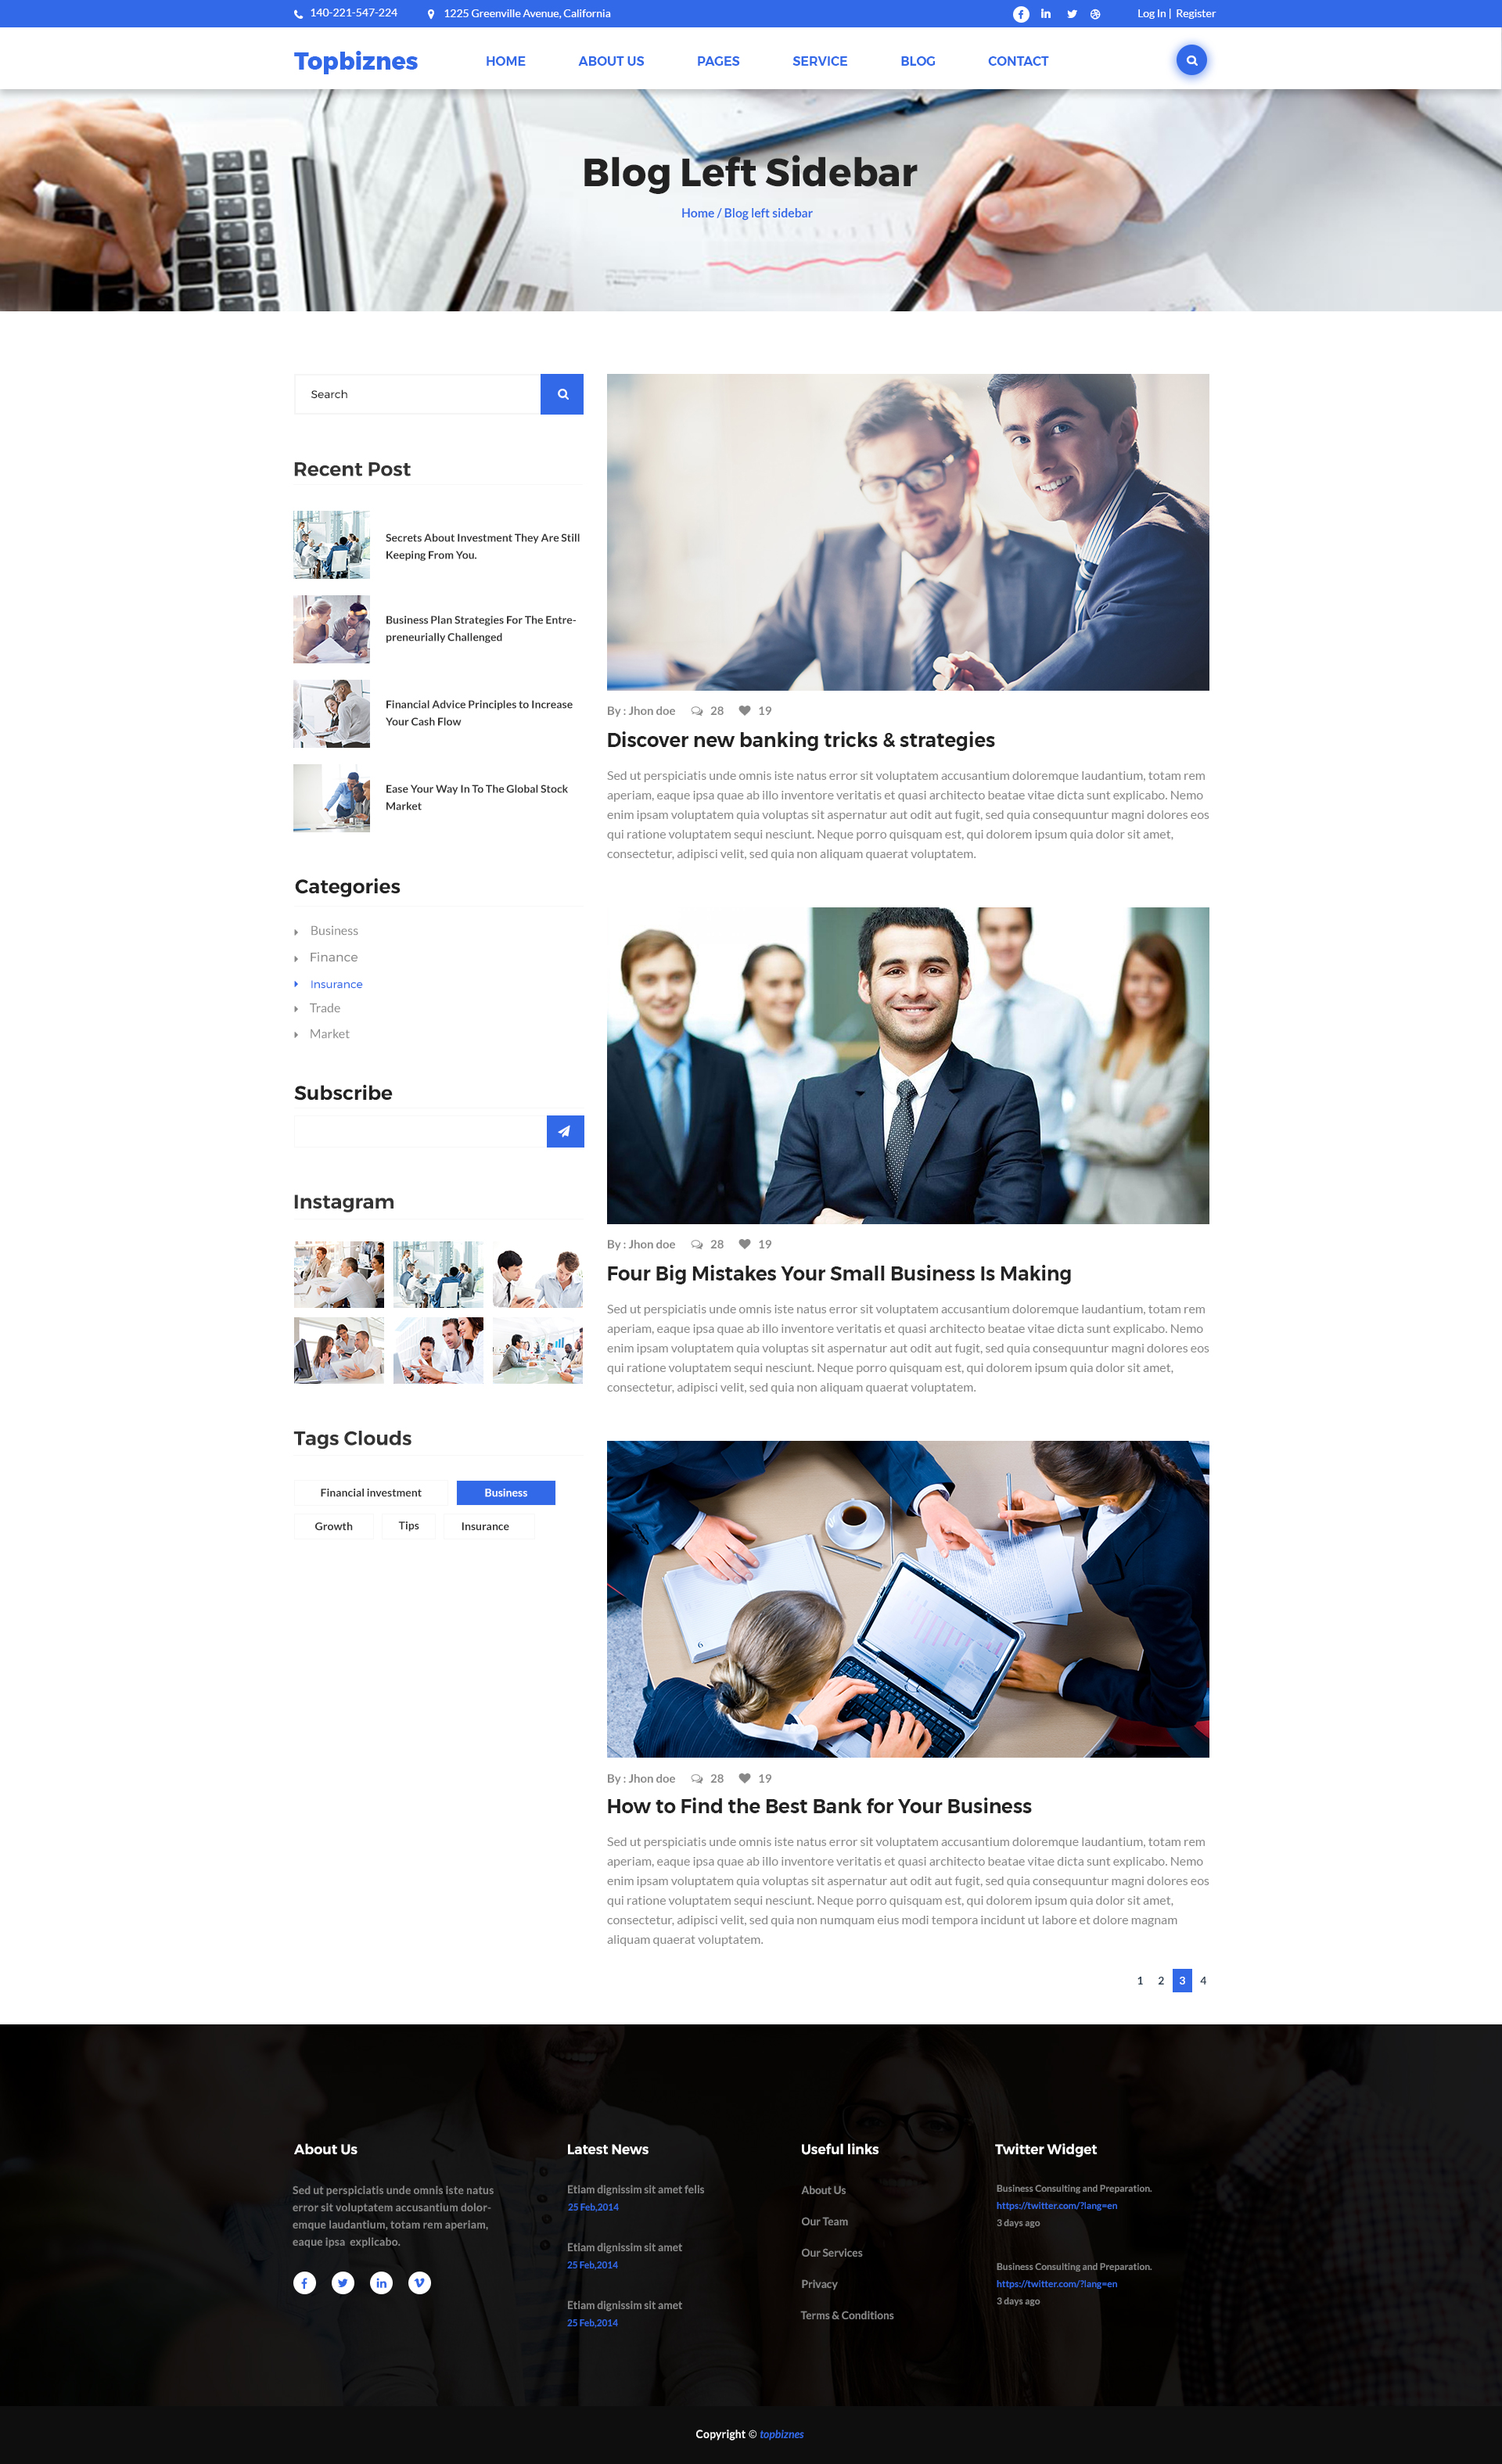 140-221-547-224
1225 Greenville Avenue, California
Log In | Register
Topbiznes
HOME
ABOUT US
PAGES
SERVICE
BLOG
CONTACT
Blog Left Sidebar
Home / Blog left sidebar
Search
Recent Post
Secrets About Investment They Are Still
Keeping From You.
Business Plan Strategies For The Entre-
preneurially Challenged
Financial Advice Principles to Increase
Your Cash Flow
Ease Your Way In To The Global Stock
Market
Categories
Business
Finance
Insurance
Trade
Market
Subscribe
Instagram
Tags Clouds
Financial investment
Business
Growth
Tips
Insurance
By : Jhon doe 28 19
Discover new banking tricks & strategies
Sed ut perspiciatis unde omnis iste natus error sit voluptatem accusantium doloremque laudantium, totam rem
aperiam, eaque ipsa quae ab illo inventore veritatis et quasi architecto beatae vitae dicta sunt explicabo. Nemo
enim ipsam voluptatem quia voluptas sit aspernatur aut odit aut fugit, sed quia consequuntur magni dolores eos
qui ratione voluptatem sequi nesciunt. Neque porro quisquam est, qui dolorem ipsum quia dolor sit amet,
consectetur, adipisci velit, sed quia non aliquam quaerat voluptatem.
By : Jhon doe 28 19
Four Big Mistakes Your Small Business Is Making
Sed ut perspiciatis unde omnis iste natus error sit voluptatem accusantium doloremque laudantium, totam rem
aperiam, eaque ipsa quae ab illo inventore veritatis et quasi architecto beatae vitae dicta sunt explicabo. Nemo
enim ipsam voluptatem quia voluptas sit aspernatur aut odit aut fugit, sed quia consequuntur magni dolores eos
qui ratione voluptatem sequi nesciunt. Neque porro quisquam est, qui dolorem ipsum quia dolor sit amet,
consectetur, adipisci velit, sed quia non aliquam quaerat voluptatem.
By : Jhon doe 28 19
How to Find the Best Bank for Your Business
Sed ut perspiciatis unde omnis iste natus error sit voluptatem accusantium doloremque laudantium, totam rem
aperiam, eaque ipsa quae ab illo inventore veritatis et quasi architecto beatae vitae dicta sunt explicabo. Nemo
enim ipsam voluptatem quia voluptas sit aspernatur aut odit aut fugit, sed quia consequuntur magni dolores eos
qui ratione voluptatem sequi nesciunt. Neque porro quisquam est, qui dolorem ipsum quia dolor sit amet,
consectetur, adipisci velit, sed quia non numquam eius modi tempora incidunt ut labore et dolore magnam
aliquam quaerat voluptatem.
1 2 3 4
About Us
Sed ut perspiciatis unde omnis iste natus
error sit voluptatem accusantium dolor-
emque laudantium, totam rem aperiam,
eaque ipsa explicabo.
Latest News
Etiam dignissim sit amet felis
25 Feb,2014
Etiam dignissim sit amet
25 Feb,2014
Etiam dignissim sit amet
25 Feb,2014
Useful links
About Us
Our Team
Our Services
Privacy
Terms & Conditions
Twitter Widget
Business Consulting and Preparation.
https://twitter.com/?lang=en
3 days ago
Business Consulting and Preparation.
https://twitter.com/?lang=en
3 days ago
Copyright © topbiznes